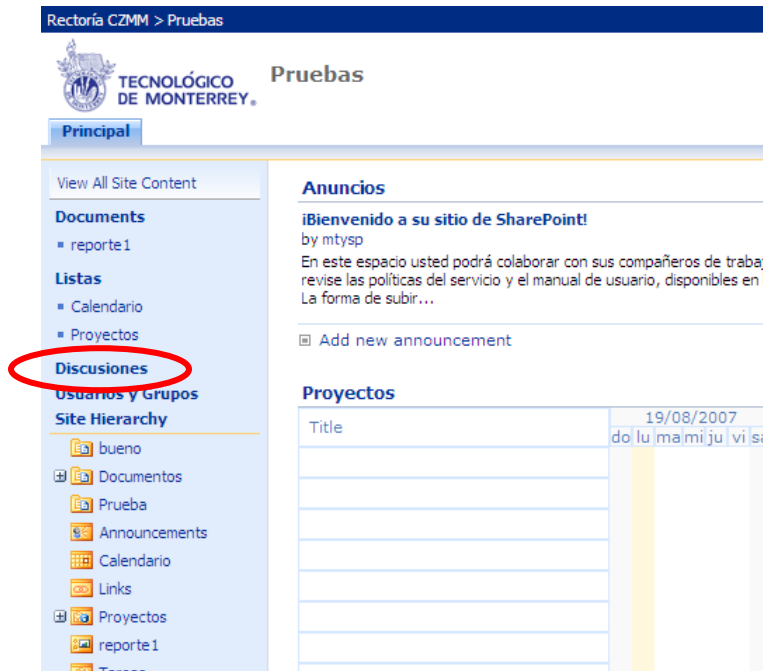 Rectoría CZMM > Pruebas
TECNOLÓGICO
DE MONTERREY®
Pruebas
Principal
View All Site Content
Documents
reporte1
Listas
Calendario
Proyectos
Discusiones
Usuarios y Grupos
Site Hierarchy
bueno
Documentos
Prueba
Announcements
Calendario
Links
Proyectos
reporte1
Anuncios
¡Bienvenido a su sitio de SharePoint!
by mtysp
En este espacio usted podrá colaborar con sus compañeros de traba
revise las políticas del servicio y el manual de usuario, disponibles en
La forma de subir...
Add new announcement
Proyectos
Title
19/08/2007
do lu ma mi ju vi sa